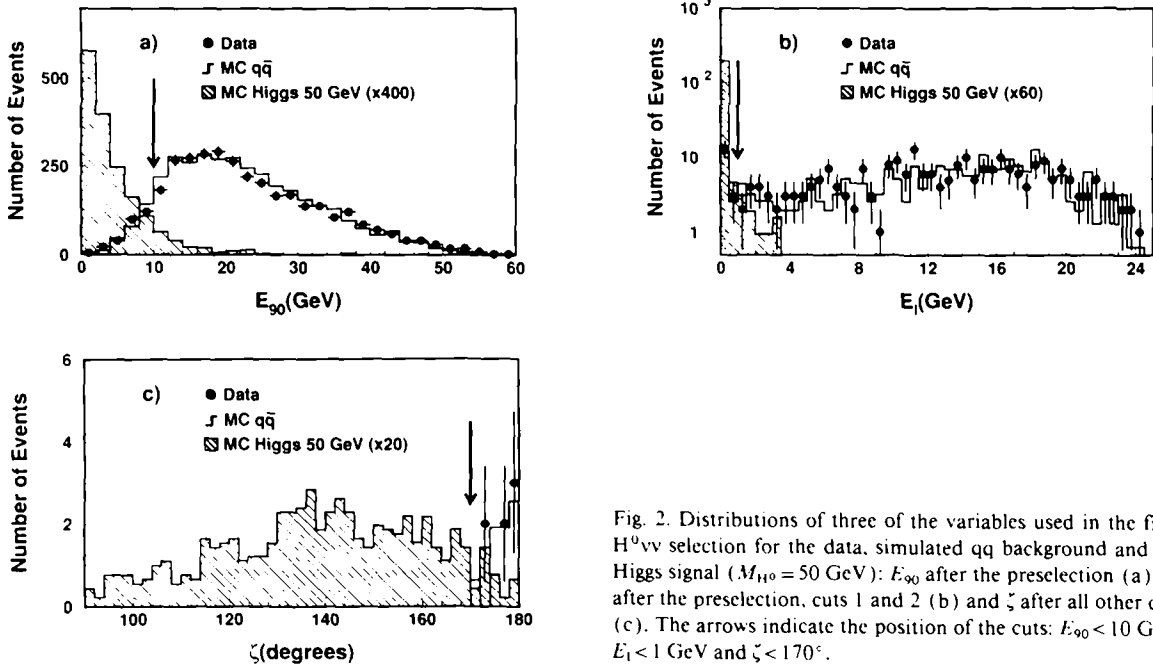 a)
Data
MC qq̄
MC Higgs 50 GeV (x400)
Number of Events
500
250
0
0 10 20 30 40 50 60
E90(GeV)
b)
Data
MC qq̄
MC Higgs 50 GeV (x60)
Number of Events
10 2
10
1
4 8 12 16 20 24
El(GeV)
c)
Data
MC qq̄
MC Higgs 50 GeV (x20)
Number of Events
6
4
2
0
100 120 140 160 180
ζ(degrees)
Fig. 2. Distributions of three of the variables used in the
H⁰νν selection for the data, simulated qq background and
Higgs signal (MH⁰ = 50 GeV): E90 after the preselection (a)
after the preselection, cuts 1 and 2 (b) and ζ after all other
(c). The arrows indicate the position of the cuts: E90 < 10
El < 1 GeV and ζ < 170°.